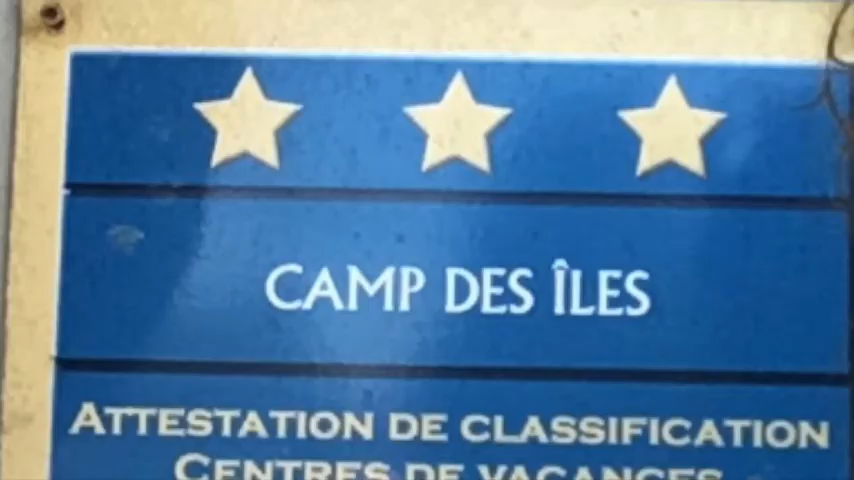 CAMP DES ÎLES
ATTESTATION DE CLASSIFICATION
CENTRES DE VACANCES